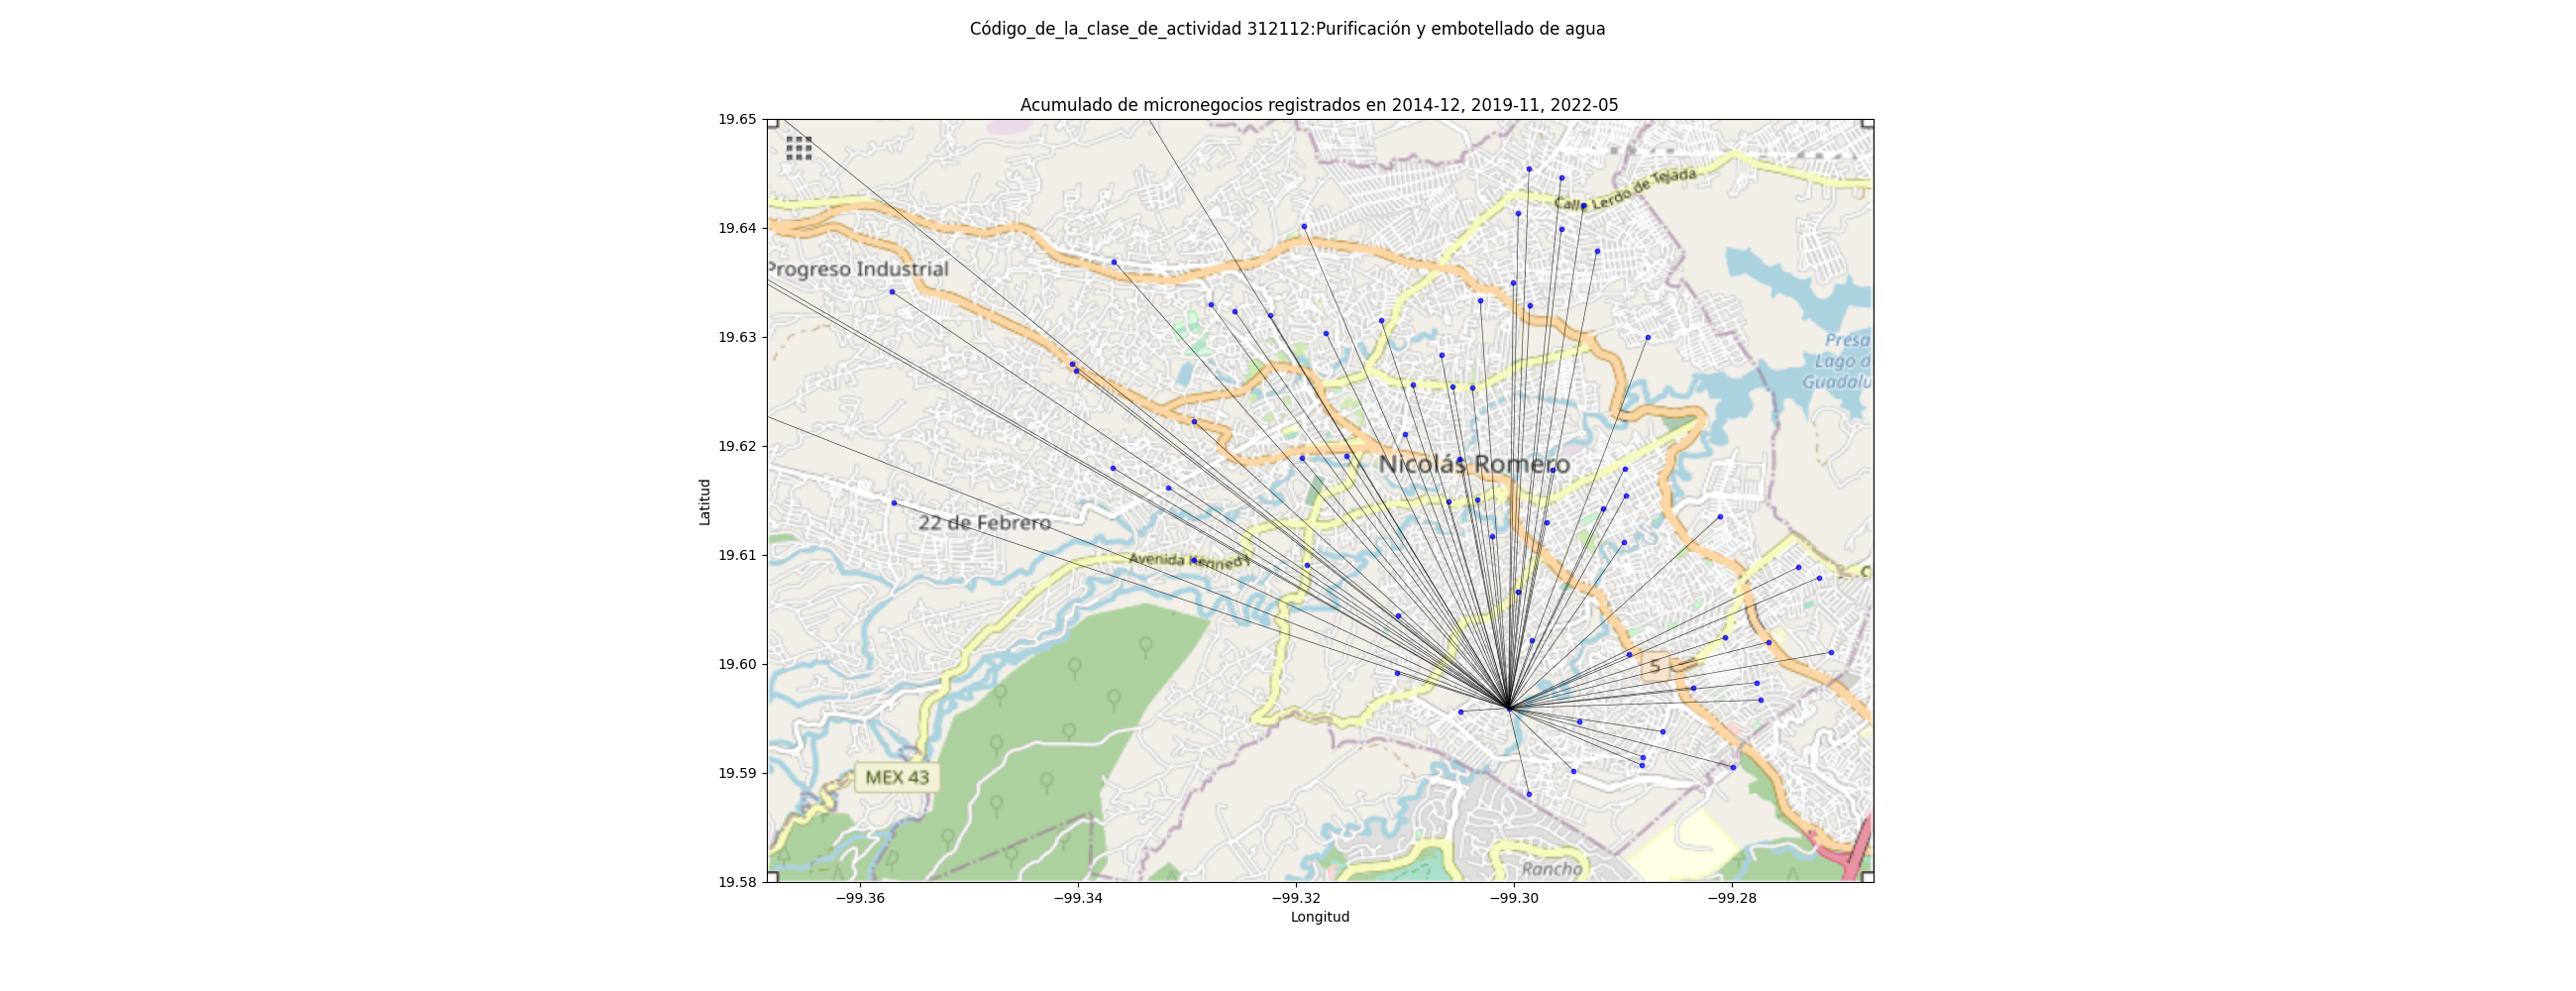 Código_de_la_clase_de_actividad 312112:Purificación y embotellado de agua
Acumulado de micronegocios registrados en 2014-12, 2019-11, 2022-05
19.65
19.64
19.63
19.62
19.61
19.60
19.59
19.58
Latitud
Calle Lerdo de Tejada
Progreso Industrial
Presa
Lago d
Guadalu
Nicolás Romero
22 de Febrero
Avenida Kennedy
C
5
MEX 43
Rancho
−99.36
−99.34
−99.32
−99.30
−99.28
Longitud